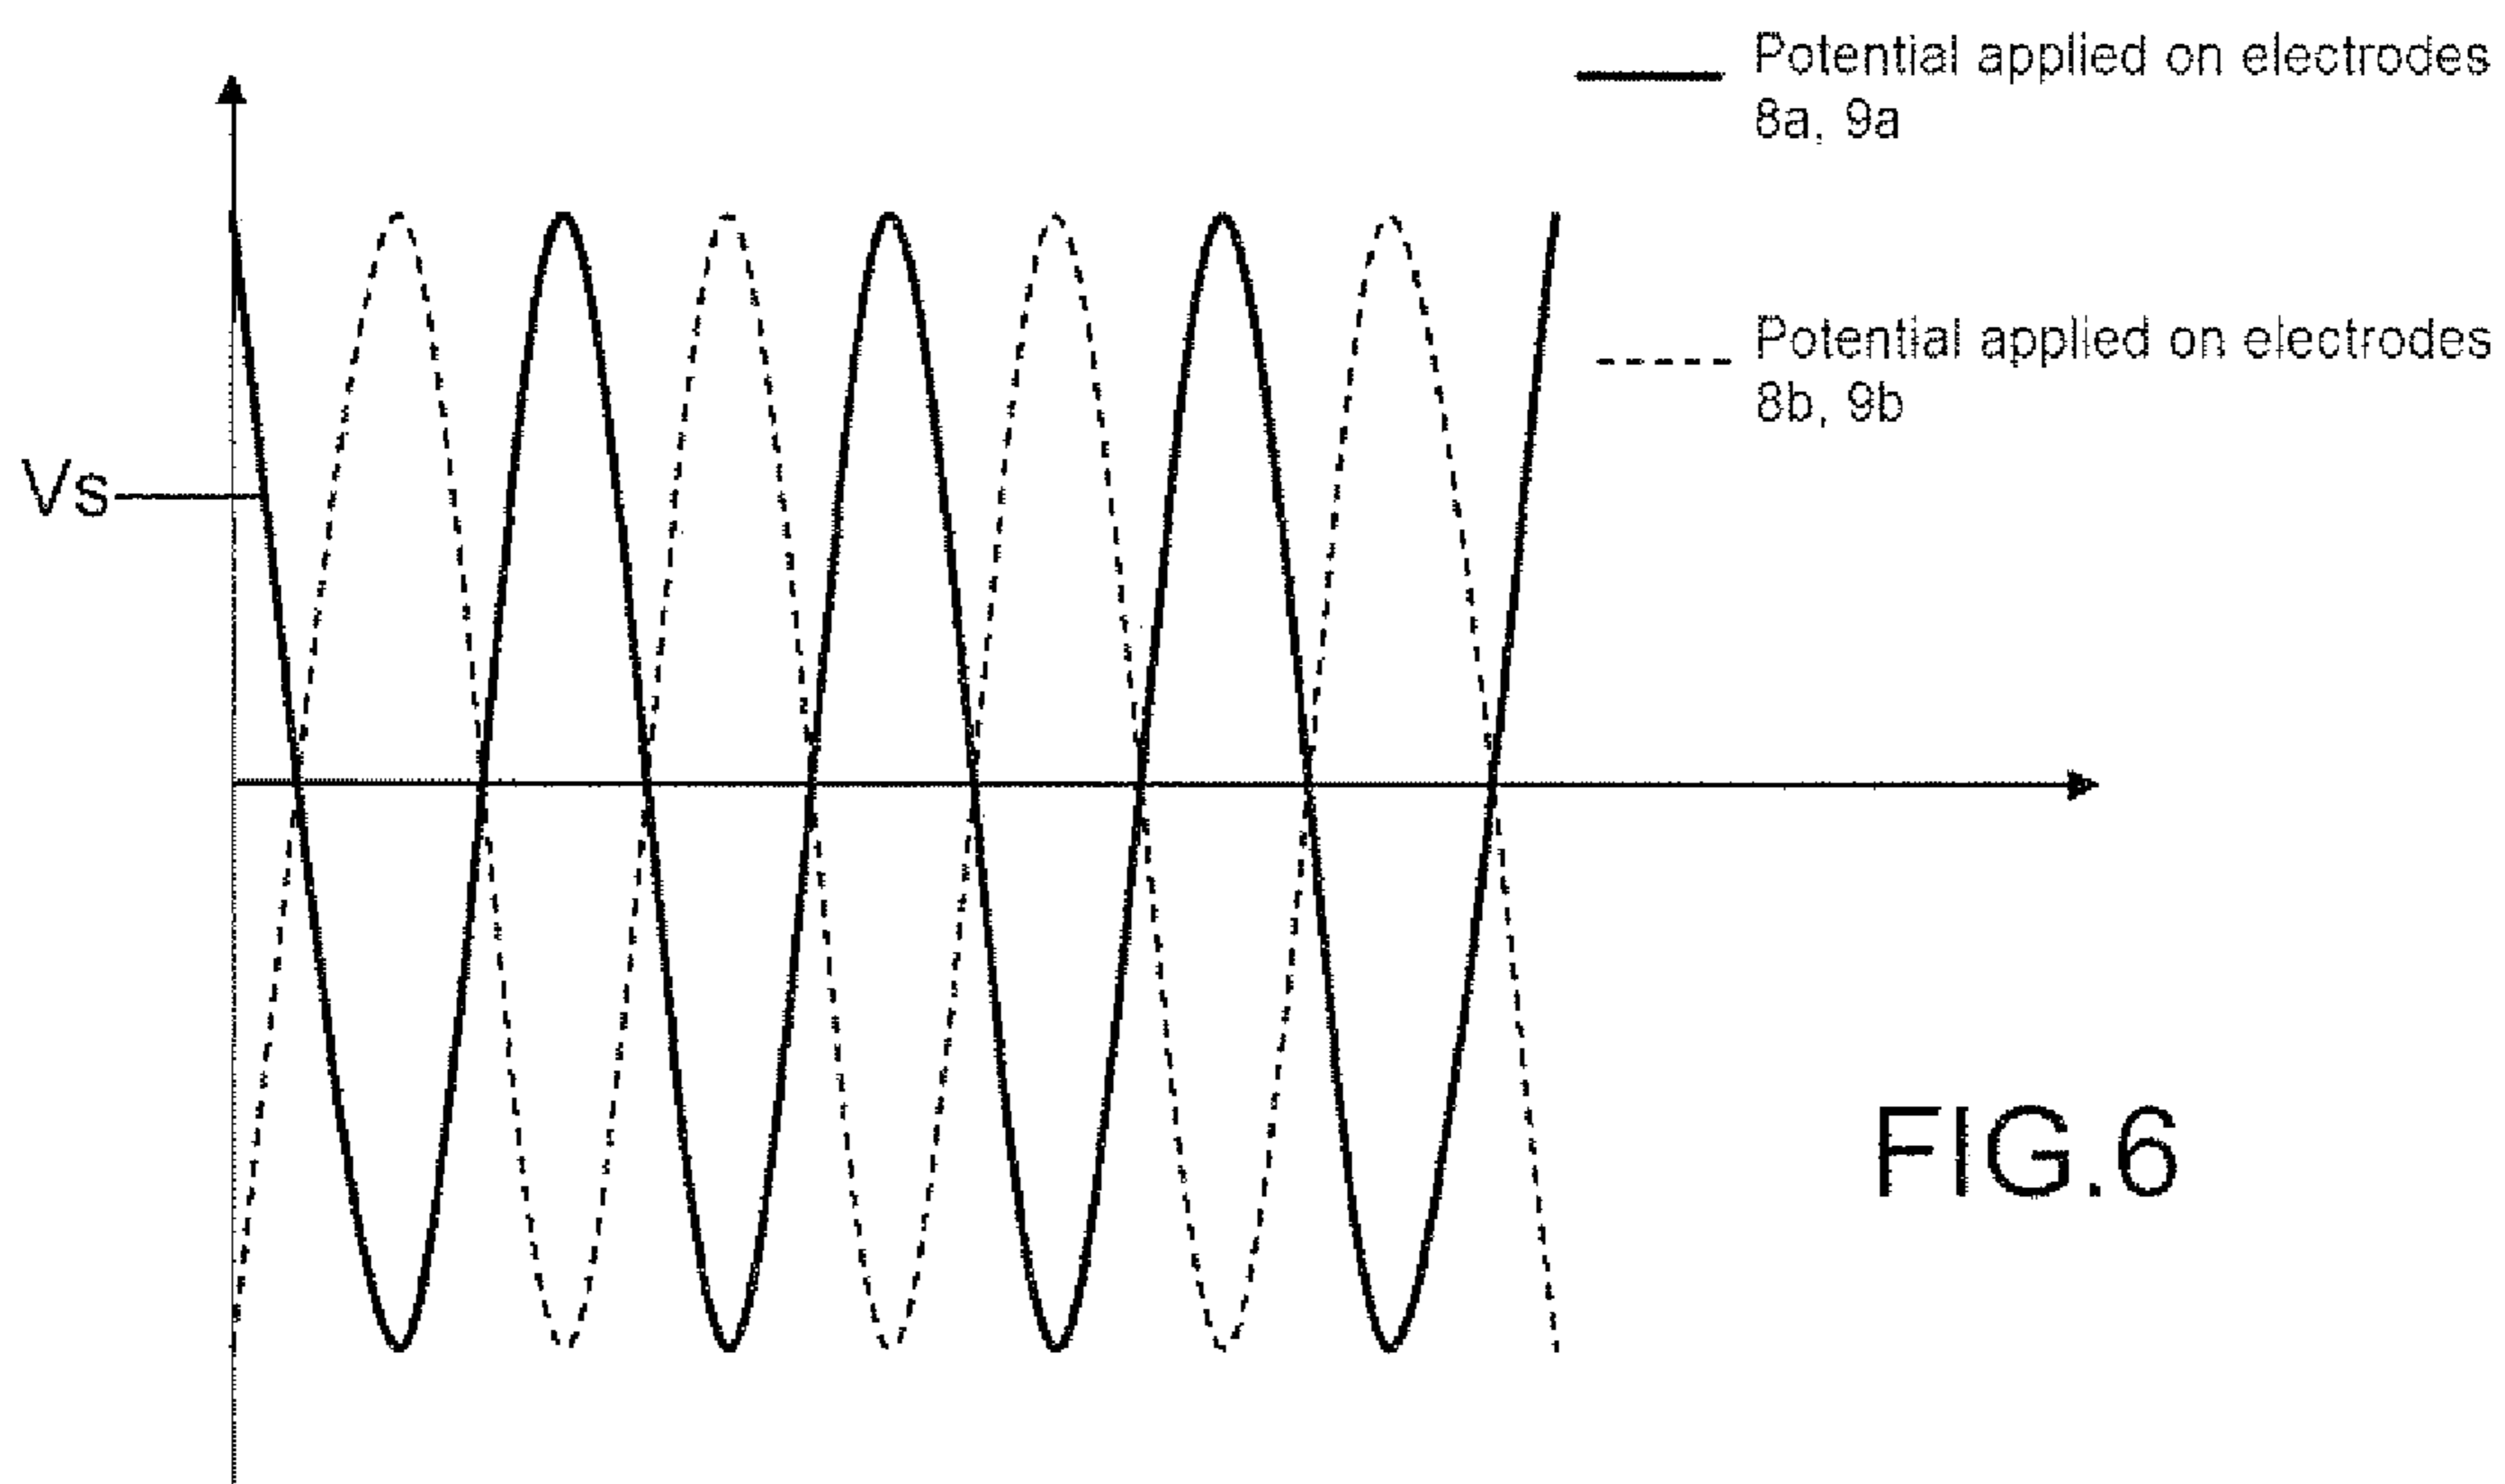 Potential applied on electrodes
8a, 9a
Potential applied on electrodes
8b, 9b
Vs
FIG.6